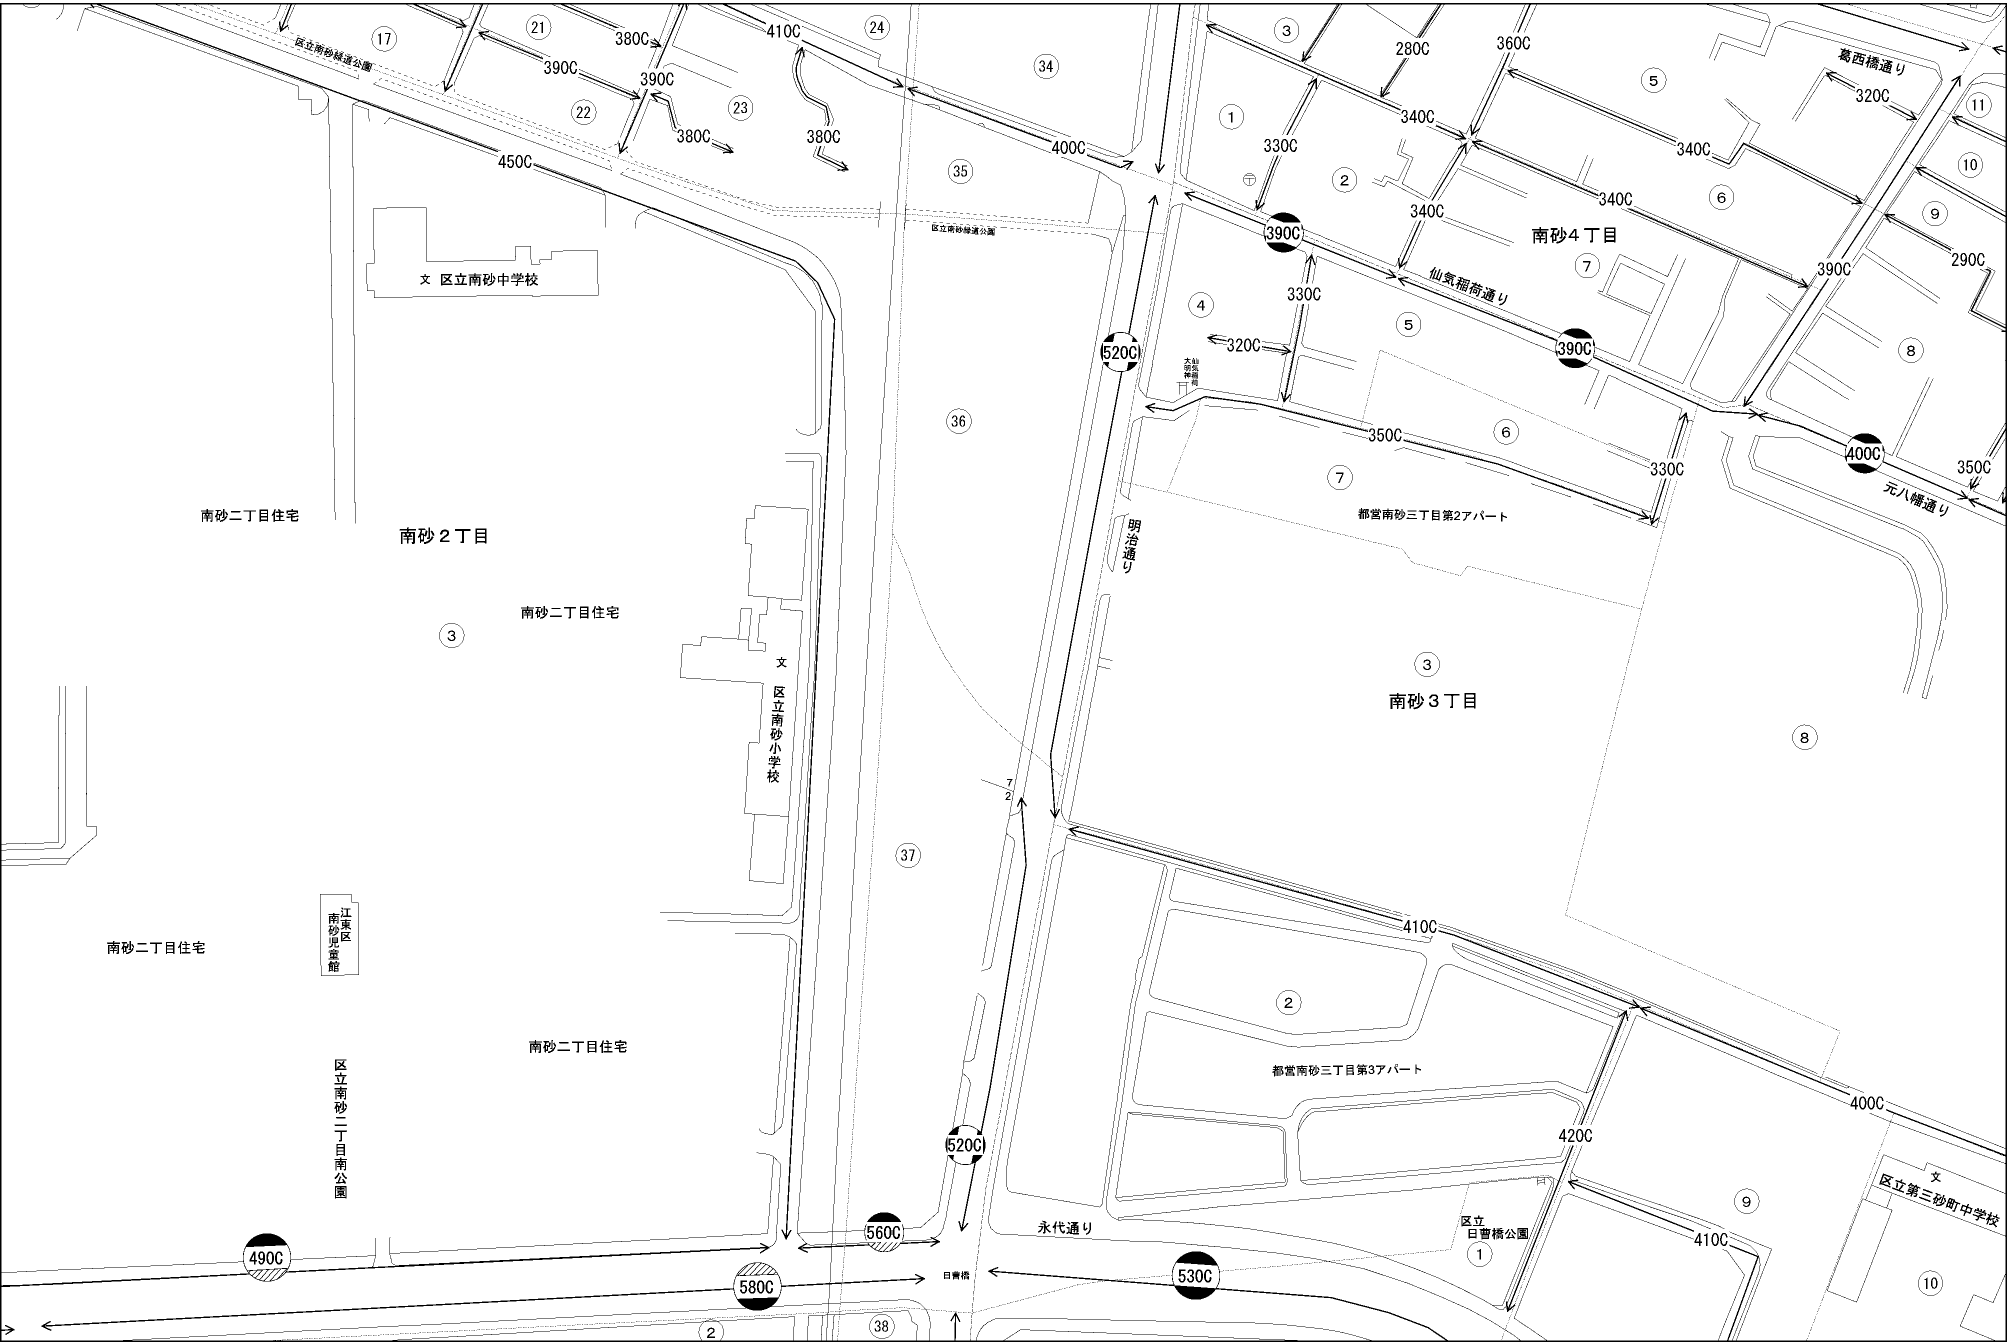 24
410C
21
17
380C
区立南砂緑道公園
390C
390C
34
22
23
380C
380C
450C
400C
35
3
280C
360C
5
葛西橋通り
320C
11
1
340C
330C
340C
10
〒
2
6
340C
340C
9
区立南砂緑道公園
390C
南砂4丁目
7
390C
290C
文 区立南砂中学校
仙気稲荷通り
330C
4
5
320C
520C
390C
8
仙気稲荷
大明神
36
350C
6
330C
400C
350C
元八幡通り
7
都営南砂三丁目第2アパート
明治通り
南砂二丁目住宅
南砂2丁目
南砂二丁目住宅
3
文 区立南砂小学校
3
南砂3丁目
8
7
2
37
江東区
南砂児童館
南砂二丁目住宅
南砂二丁目住宅
410C
2
都営南砂三丁目第3アパート
400C
420C
区立南砂二丁目南公園
520C
文
区立第三砂町中学校
9
区立
日曹橋公園
1
410C
永代通り
560C
490C
580C
日曹橋
530C
10
2
38